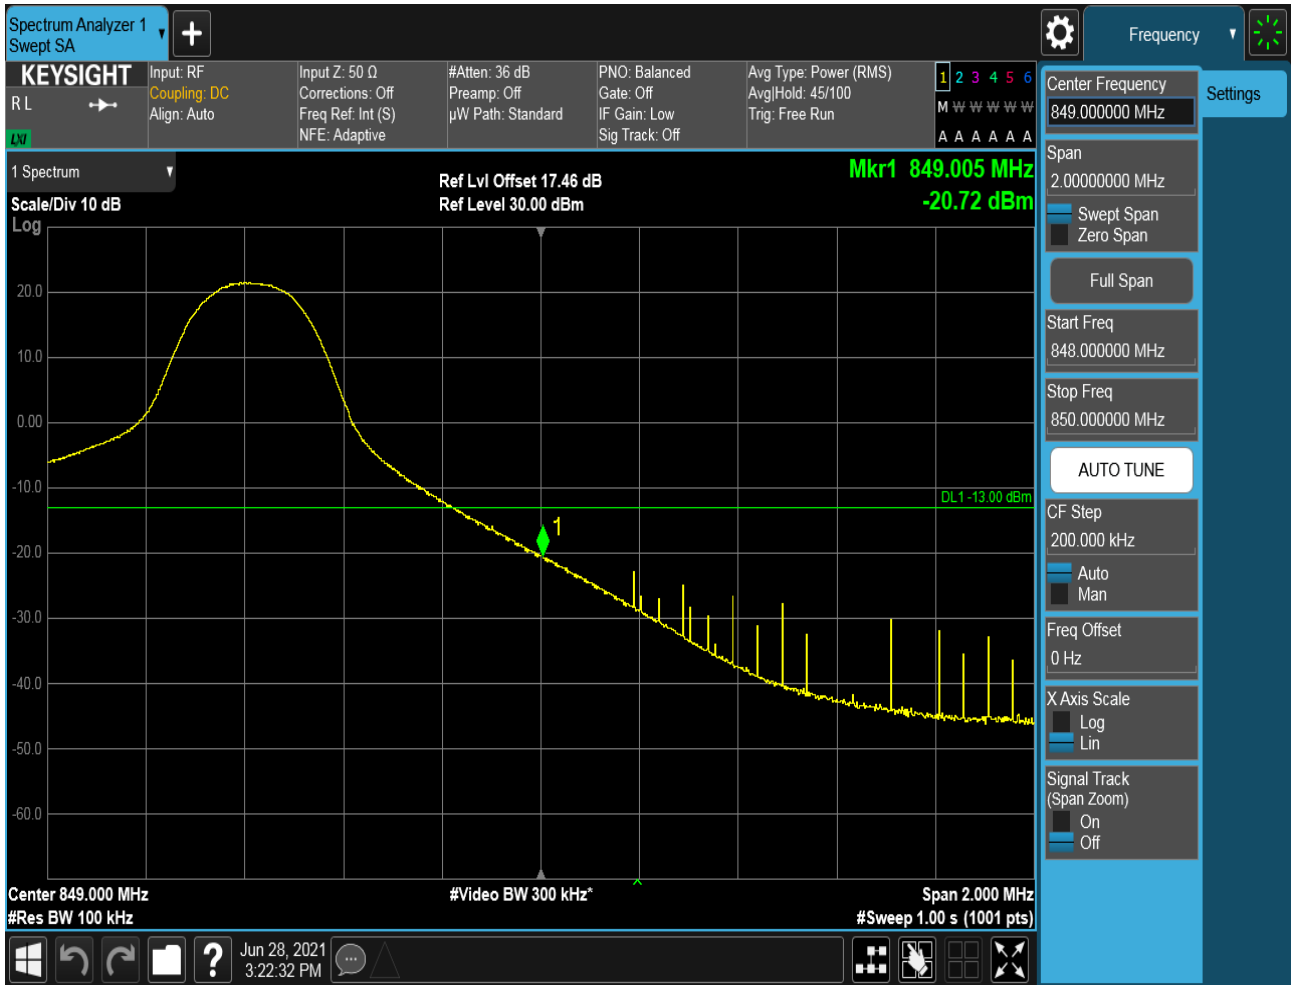 Spectrum Analyzer 1
Swept SA
Frequency
KEYSIGHT
R L
LXI
Input: RF
Coupling: DC
Align: Auto
Input Z: 50 Ω
Corrections: Off
Freq Ref: Int (S)
NFE: Adaptive
#Atten: 36 dB
Preamp: Off
µW Path: Standard
PNO: Balanced
Gate: Off
IF Gain: Low
Sig Track: Off
Avg Type: Power (RMS)
Avg|Hold: 45/100
Trig: Free Run
1 2 3 4 5 6
M W W W W W
A A A A A A
1 Spectrum
Scale/Div 10 dB
Log
Ref Lvl Offset 17.46 dB
Ref Level 30.00 dBm
Mkr1 849.005 MHz
-20.72 dBm
20.0
10.0
0.00
-10.0
-20.0
-30.0
-40.0
-50.0
-60.0
DL1 -13.00 dBm
1
Center 849.000 MHz
#Res BW 100 kHz
#Video BW 300 kHz*
Span 2.000 MHz
#Sweep 1.00 s (1001 pts)
Center Frequency
849.000000 MHz
Settings
Span
2.00000000 MHz
Swept Span
Zero Span
Full Span
Start Freq
848.000000 MHz
Stop Freq
850.000000 MHz
AUTO TUNE
CF Step
200.000 kHz
Auto
Man
Freq Offset
0 Hz
X Axis Scale
Log
Lin
Signal Track
(Span Zoom)
On
Off
?
Jun 28, 2021
3:22:32 PM